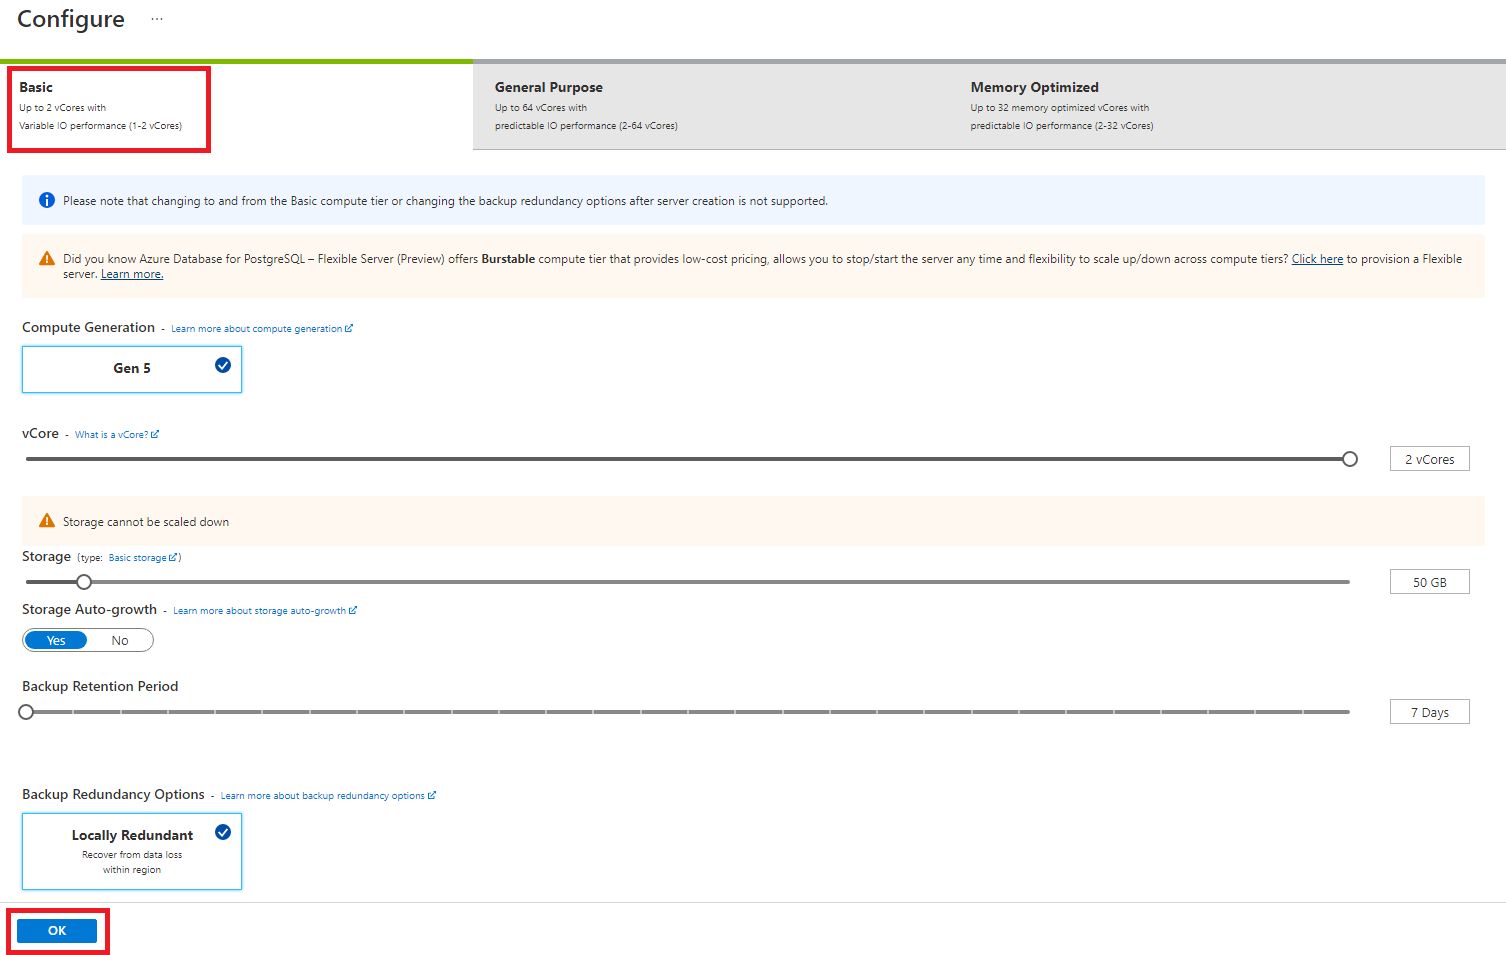 Configure ...
Basic
Up to 2 vCores with
Variable IO performance (1-2 vCores)
General Purpose
Up to 64 vCores with
predictable IO performance (2-64 vCores)
Memory Optimized
Up to 32 memory optimized vCores with
predictable IO performance (2-32 vCores)
Please note that changing to and from the Basic compute tier or changing the backup redundancy options after server creation is not supported.
Did you know Azure Database for PostgreSQL – Flexible Server (Preview) offers Burstable compute tier that provides low-cost pricing, allows you to stop/start the server any time and flexibility to scale up/down across compute tiers? Click here to provision a Flexible
server. Learn more.
Compute Generation - Learn more about compute generation
Gen 5
vCore - What is a vCore?
2 vCores
Storage cannot be scaled down
Storage (type: Basic storage)
50 GB
Storage Auto-growth - Learn more about storage auto-growth
Yes No
Backup Retention Period
7 Days
Backup Redundancy Options - Learn more about backup redundancy options
Locally Redundant
Recover from data loss
within region
OK